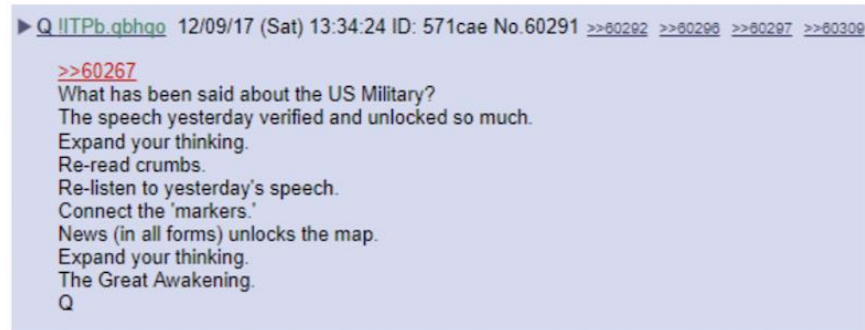 ▶ Q !ITPb.qbhqo 12/09/17 (Sat) 13:34:24 ID: 571cae No.60291 >>60292 >>60296 >>60297 >>60309
>>60267
What has been said about the US Military?
The speech yesterday verified and unlocked so much.
Expand your thinking.
Re-read crumbs.
Re-listen to yesterday's speech.
Connect the 'markers.'
News (in all forms) unlocks the map.
Expand your thinking.
The Great Awakening.
Q